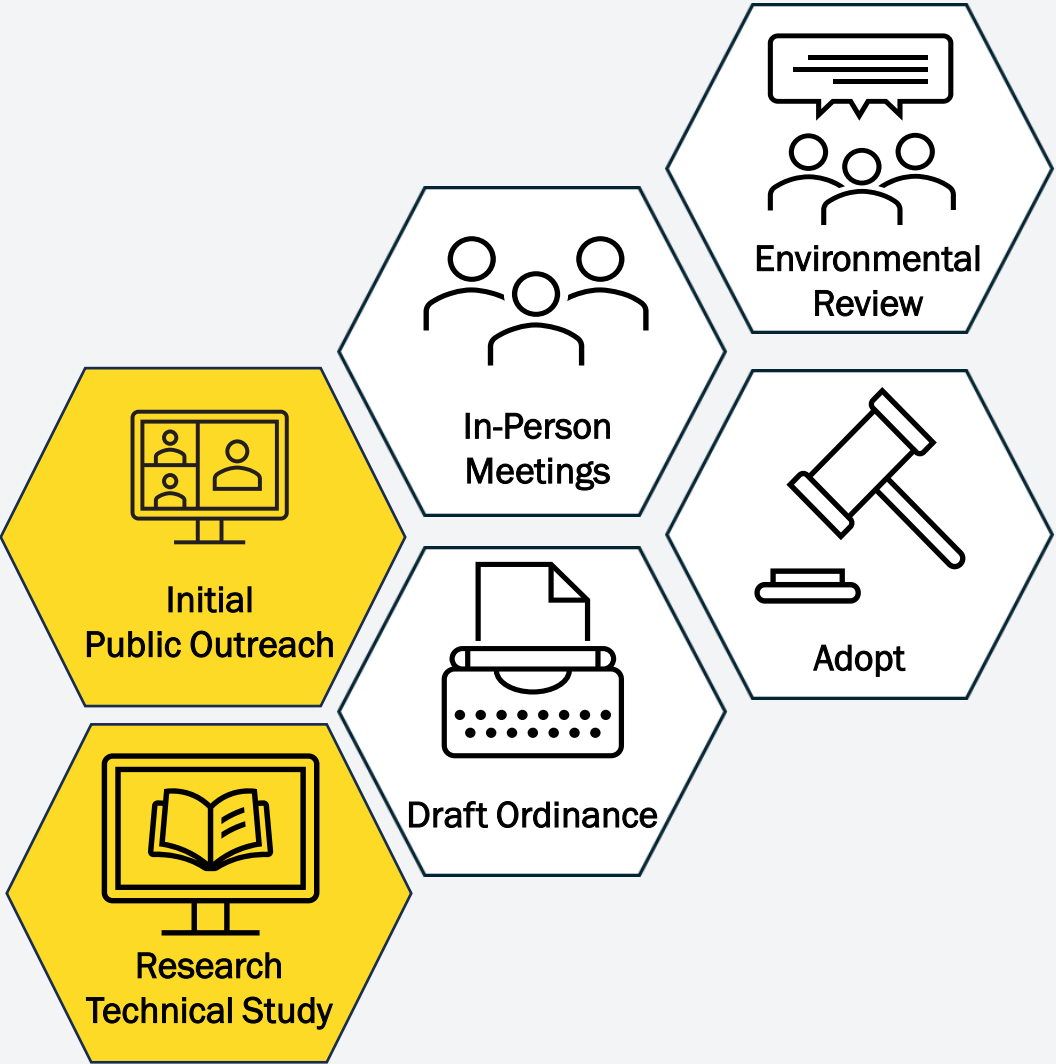 Environmental
Review
In-Person
Meetings
Initial
Public Outreach
Adopt
Draft Ordinance
Research
Technical Study